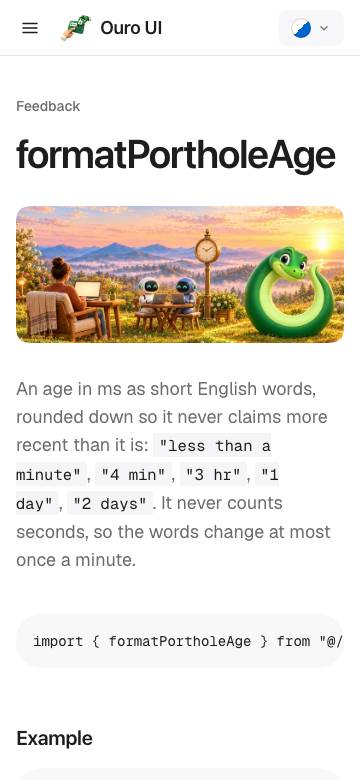 Ouro UI
Feedback
formatPortholeAge
An age in ms as short English words,
rounded down so it never claims more
recent than it is: "less than a
minute", "4 min", "3 hr", "1
day", "2 days". It never counts
seconds, so the words change at most
once a minute.
import { formatPortholeAge } from "@/
Example